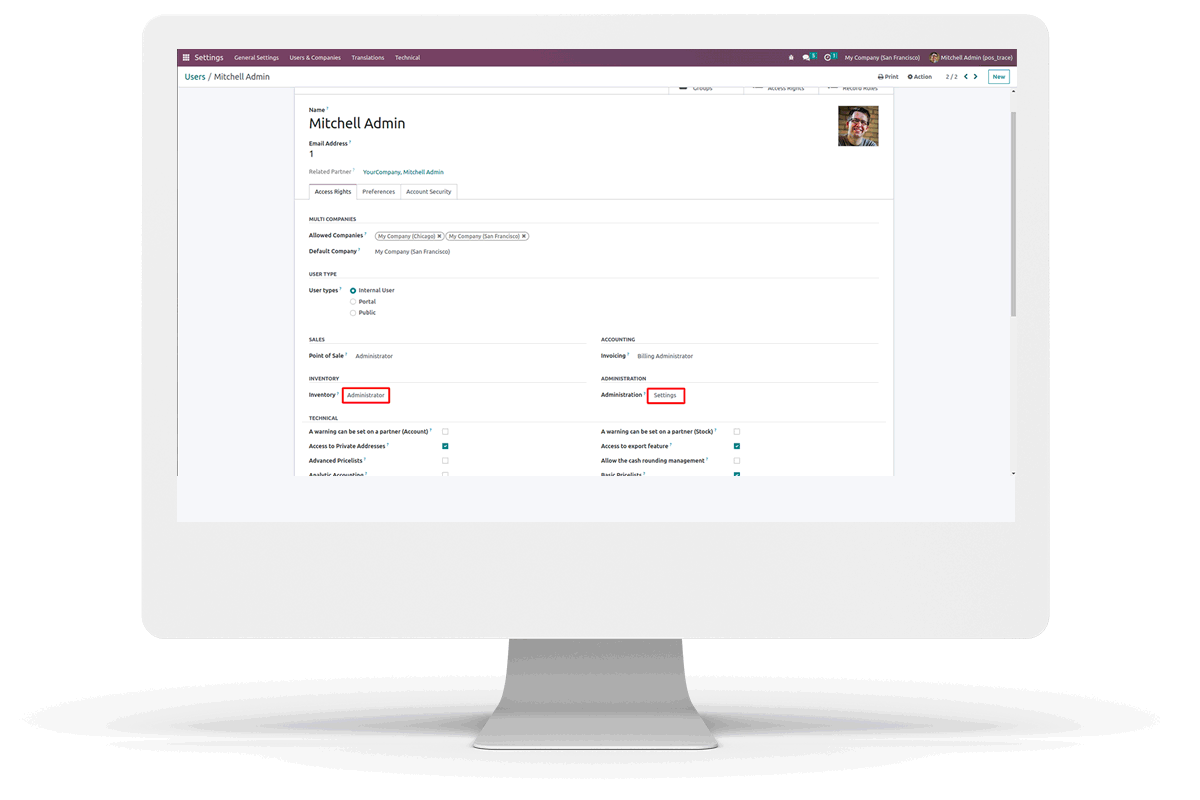 Settings General Settings Users & Companies Translations Technical 5 1 My Company (San Francisco) Mitchell Admin (pos_trace)
Users / Mitchell Admin Print Action 2 / 2 New
Groups Access Rights Record Rules
Name ?
Mitchell Admin
Email Address ?
1
Related Partner ? YourCompany, Mitchell Admin
Access Rights Preferences Account Security
MULTI COMPANIES
Allowed Companies ? My Company (Chicago) × My Company (San Francisco) ×
Default Company ? My Company (San Francisco)
USER TYPE
User types ? Internal User
Portal
Public
SALES ACCOUNTING
Point of Sale ? Administrator Invoicing ? Billing Administrator
INVENTORY ADMINISTRATION
Inventory ? Administrator Administration ? Settings
TECHNICAL
A warning can be set on a partner (Account) ? A warning can be set on a partner (Stock) ?
Access to Private Addresses ? Access to export feature ?
Advanced Pricelists ? Allow the cash rounding management ?
Analytic Accounting ? Basic Pricelists ?